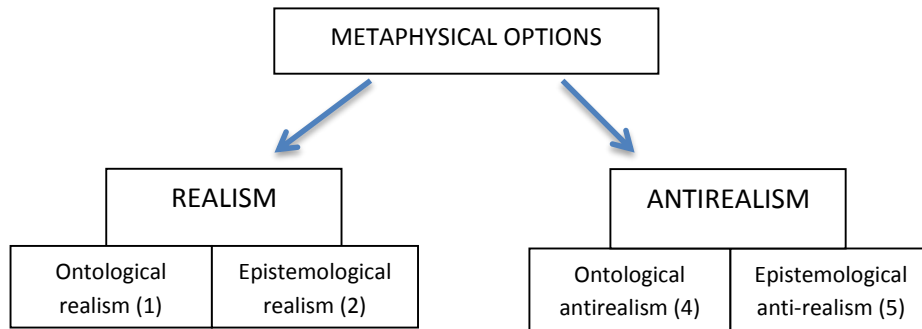 METAPHYSICAL OPTIONS
REALISM
ANTIREALISM
Ontological
realism (1)
Epistemological
realism (2)
Ontological
antirealism (4)
Epistemological
anti-realism (5)